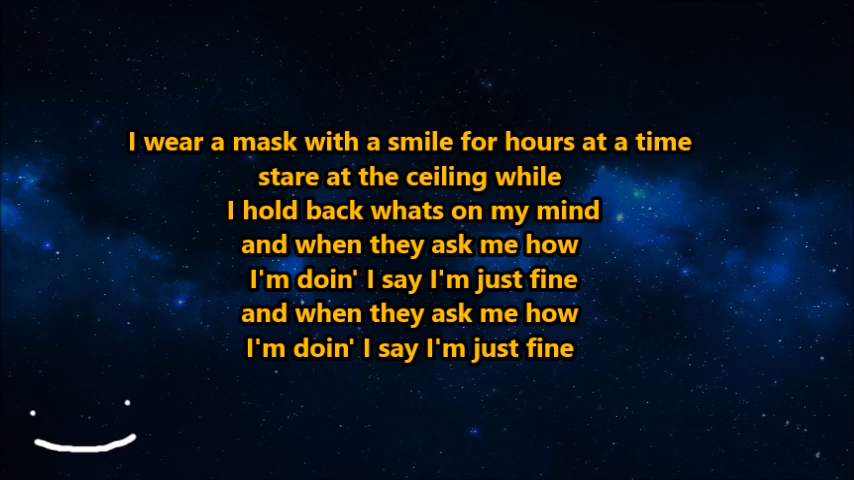 I wear a mask with a smile for hours at a time
stare at the ceiling while
I hold back whats on my mind
and when they ask me how
I'm doin' I say I'm just fine
and when they ask me how
I'm doin' I say I'm just fine